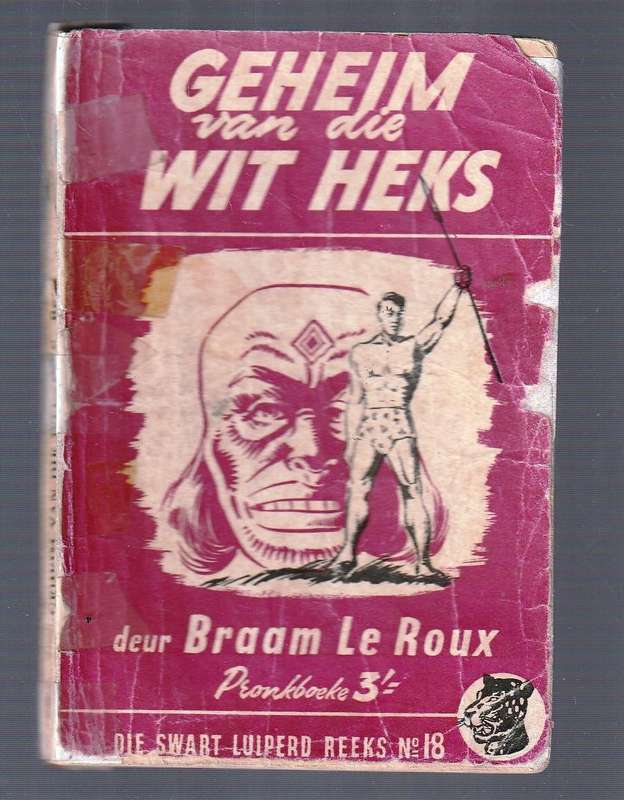 GEHEIM
van die
WIT HEKS
deur Braam Le Roux
Pronkboeke 3/=
DIE SWART LUIPERD REEKS Nº 18